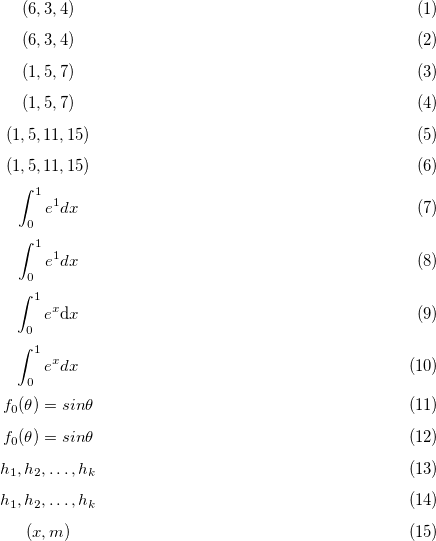 (6, 3, 4) (1)
(6, 3, 4) (2)
(1, 5, 7) (3)
(1, 5, 7) (4)
(1, 5, 11, 15) (5)
(1, 5, 11, 15) (6)
∫₀¹ e¹dx (7)
∫₀¹ e¹dx (8)
∫₀¹ eˣdx (9)
∫₀¹ eˣdx (10)
f₀(θ) = sinθ (11)
f₀(θ) = sinθ (12)
h₁, h₂, . . . , hₖ (13)
h₁, h₂, . . . , hₖ (14)
(x, m) (15)